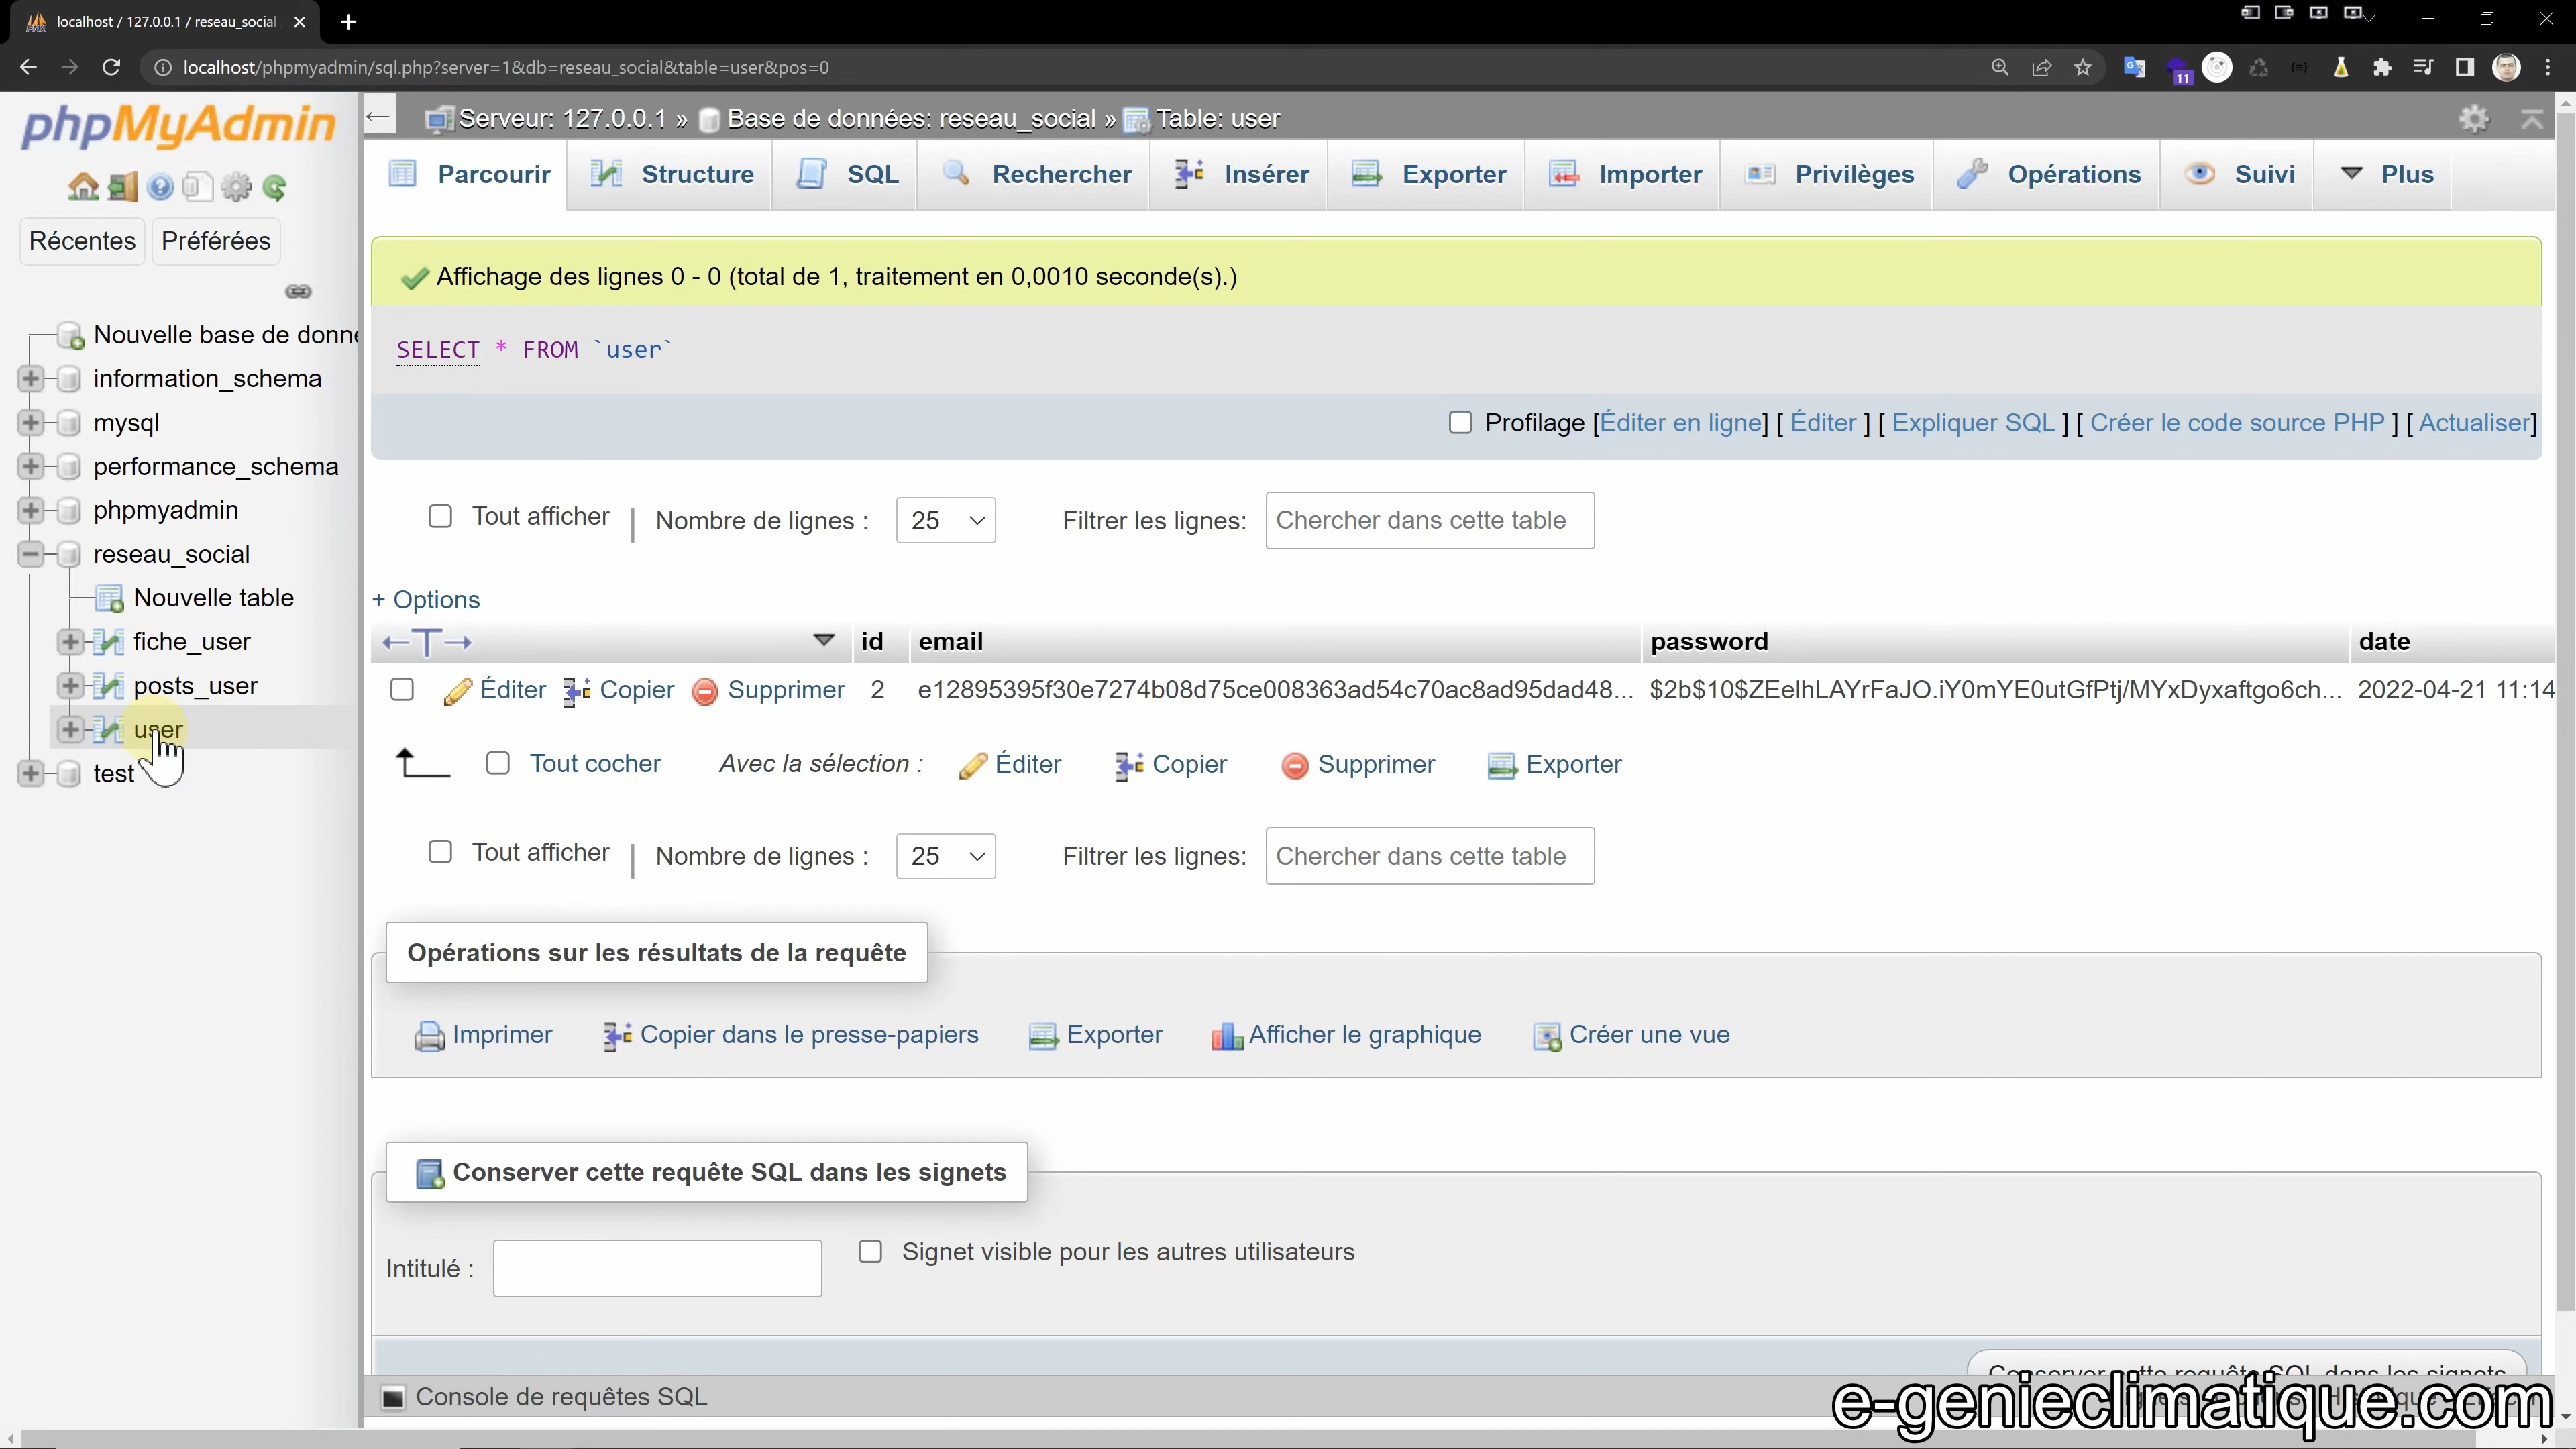 localhost / 127.0.0.1 / reseau_social
localhost/phpmyadmin/sql.php?server=1&db=reseau_social&table=user&pos=0
11
phpMyAdmin
Récentes Préférées
Nouvelle base de donné
information_schema
mysql
performance_schema
phpmyadmin
reseau_social
Nouvelle table
fiche_user
posts_user
user
test
Serveur: 127.0.0.1 » Base de données: reseau_social » Table: user
Parcourir Structure SQL Rechercher Insérer Exporter Importer Privilèges Opérations Suivi Plus
Affichage des lignes 0 - 0 (total de 1, traitement en 0,0010 seconde(s).)
SELECT * FROM `user`
Profilage [Éditer en ligne] [ Éditer ] [ Expliquer SQL ] [ Créer le code source PHP ] [ Actualiser]
Tout afficher | Nombre de lignes : 25 Filtrer les lignes: Chercher dans cette table
+ Options
←T→ id email password date
Éditer Copier Supprimer 2 e12895395f30e7274b08d75ce008363ad54c70ac8ad95dad48... $2b$10$ZEelhLAYrFaJO.iY0mYE0utGfPtj/MYxDyxaftgo6ch... 2022-04-21 11:14
Tout cocher Avec la sélection : Éditer Copier Supprimer Exporter
Tout afficher | Nombre de lignes : 25 Filtrer les lignes: Chercher dans cette table
Opérations sur les résultats de la requête
Imprimer Copier dans le presse-papiers Exporter Afficher le graphique Créer une vue
Conserver cette requête SQL dans les signets
Intitulé : Signet visible pour les autres utilisateurs
Conserver cette requête SQL dans les signets
Console de requêtes SQL
e-genieclimatique.com